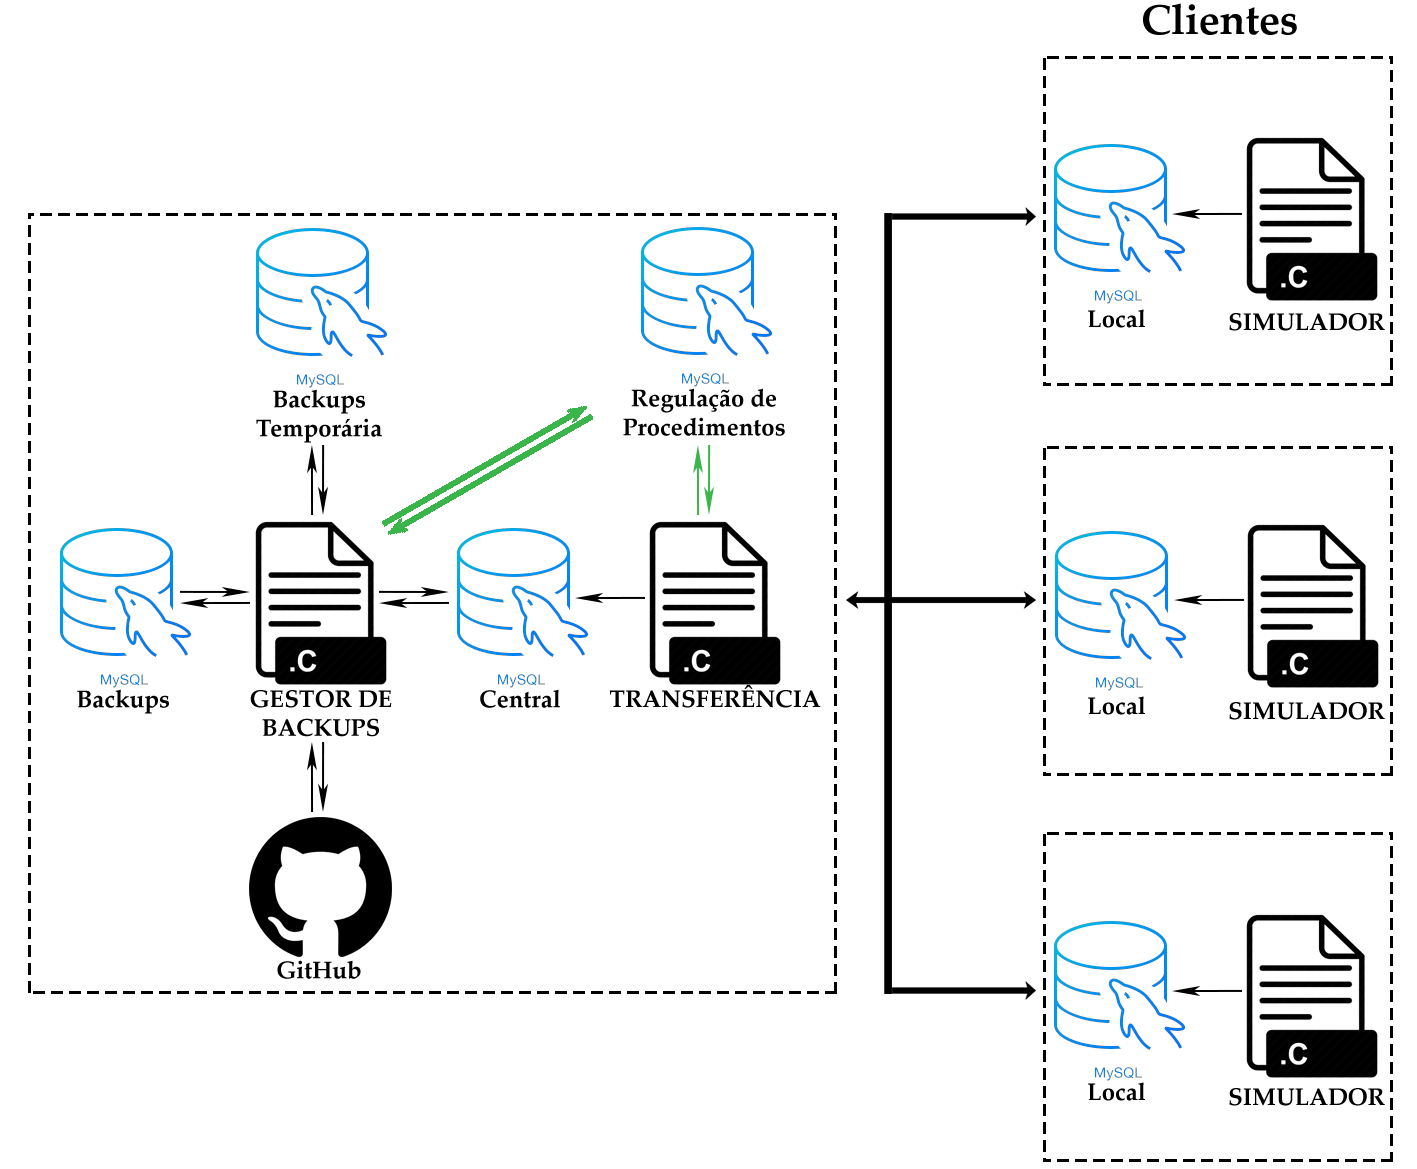 Clientes
MySQL
Local
.C
SIMULADOR
MySQL
Backups
Temporária
MySQL
Regulação de
Procedimentos
MySQL
Backups
.C
GESTOR DE
BACKUPS
MySQL
Central
.C
TRANSFERÊNCIA
MySQL
Local
.C
SIMULADOR
GitHub
MySQL
Local
.C
SIMULADOR